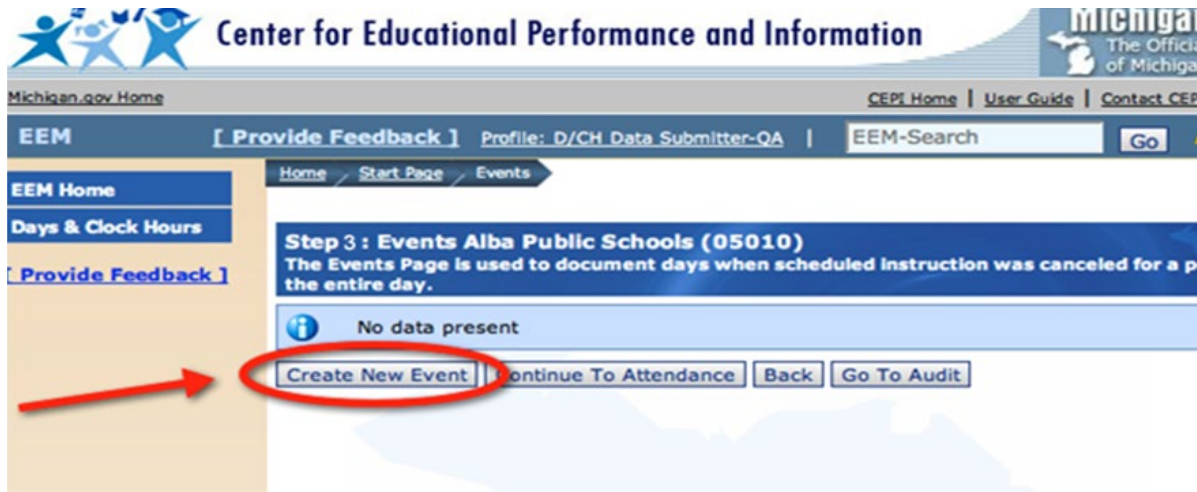 Center for Educational Performance and Information
Michigan
The Official
of Michiga
Michigan.gov Home
CEPI Home | User Guide | Contact CEP
EEM
[ Provide Feedback ]
Profile: D/CH Data Submitter-QA |
EEM-Search
Go
EEM Home
Days & Clock Hours
[ Provide Feedback ]
Home
Start Page
Events
Step 3 : Events Alba Public Schools (05010)
The Events Page is used to document days when scheduled instruction was canceled for a p
the entire day.
No data present
Create New Event
Continue To Attendance
Back
Go To Audit